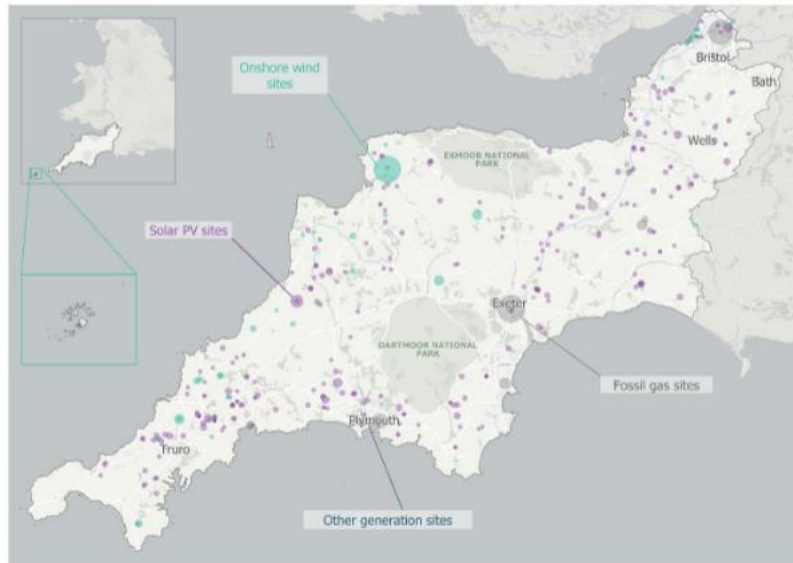 Onshore wind
sites
Bristol
Bath
Wells
EXMOOR NATIONAL
PARK
Solar PV sites
Exeter
DARTMOOR NATIONAL
PARK
Fossil gas sites
Plymouth
Truro
Other generation sites